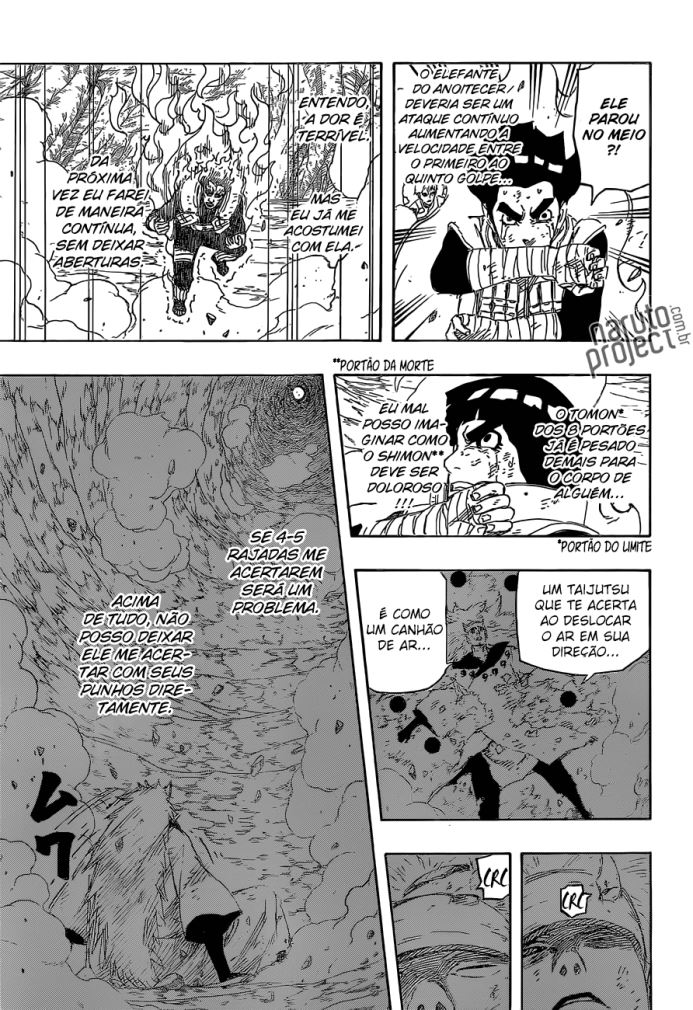 ELE
PAROU
NO MEIO
?!
O ELEFANTE
DO ANOITECER
DEVERIA SER UM
ATAQUE CONTÍNUO
AUMENTANDO A
VELOCIDADE ENTRE
O PRIMEIRO AO
QUINTO GOLPE...
ENTENDO,
A DOR É
TERRÍVEL.
MAS
EU JÁ ME
ACOSTUMEI
COM ELA.
DA
PRÓXIMA
VEZ EU FARE,
DE MANEIRA
CONTÍNUA,
SEM DEIXAR
ABERTURAS.
naruto
project.com.br
**PORTÃO DA MORTE
O TOMON*
DOS 8 PORTÕES
JÁ É PESADO
DEMAIS PARA
O CORPO DE
ALGUÉM...
EU MAL
POSSO IMA-
GINAR COMO
O SHIMON**
DEVE SER
DOLOROSO
!!!
*PORTÃO DO LIMITE
UM TAIJUTSU
QUE TE ACERTA
AO DESLOCAR
O AR EM SUA
DIREÇÃO...
É COMO
UM CANHÃO
DE AR...
CRC
CRC
SE 4-5
RAJADAS ME
ACERTAREM
SERÁ UM
PROBLEMA.
ACIMA
DE TUDO, NÃO
POSSO DEIXAR
ELE ME ACER-
TAR COM SEUS
PUNHOS DIRE-
TAMENTE.
ムク